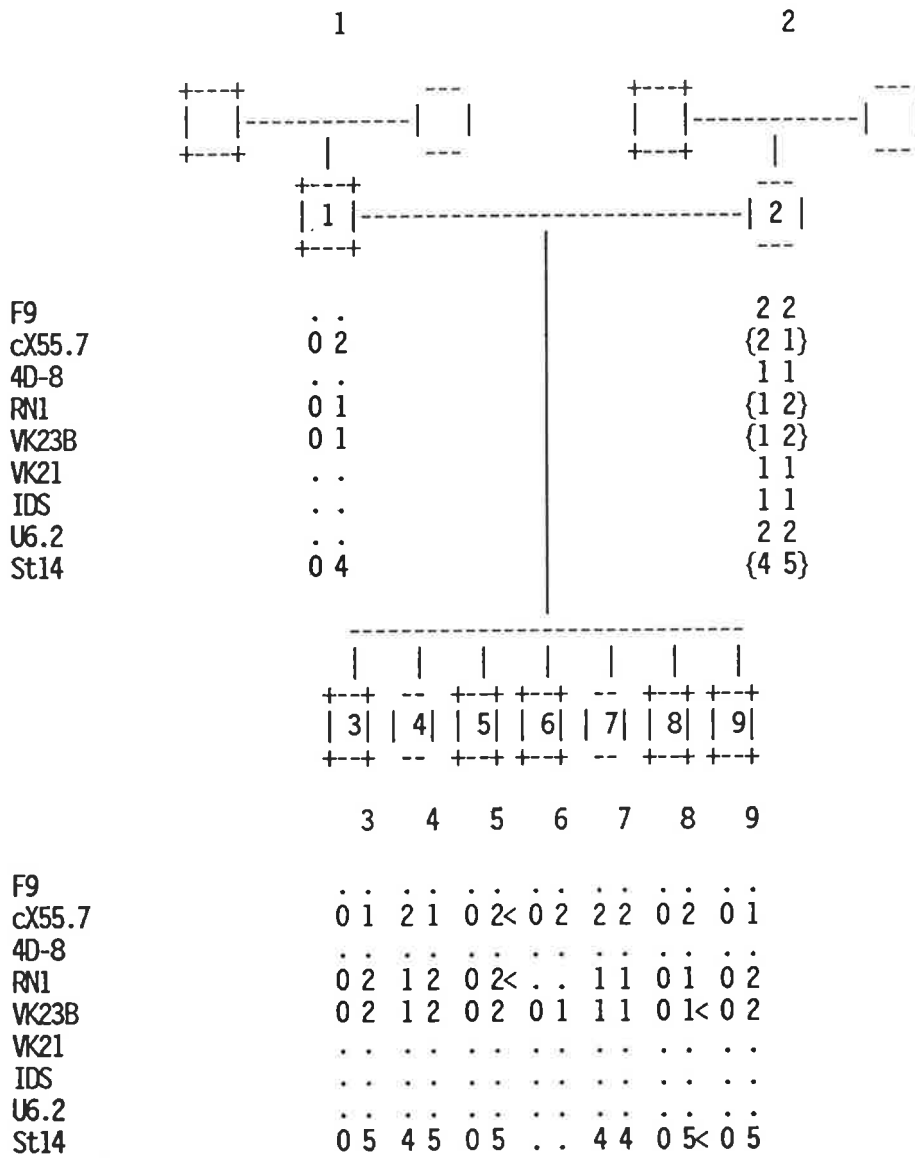 1 2
1 2
F9 . . 2 2
cX55.7 0 2 {2 1}
4D-8 . . 1 1
RN1 0 1 {1 2}
VK23B 0 1 {1 2}
VK21 . . 1 1
IDS . . 1 1
U6.2 . . 2 2
St14 0 4 {4 5}
3 4 5 6 7 8 9
3 4 5 6 7 8 9
F9 . . . . . . . . . . . . . .
cX55.7 0 1 2 1 0 2< 0 2 2 2 0 2 0 1
4D-8 . . . . . . . . . . . . . .
RN1 0 2 1 2 0 2< . . 1 1 0 1 0 2
VK23B 0 2 1 2 0 2 0 1 1 1 0 1< 0 2
VK21 . . . . . . . . . . . . . .
IDS . . . . . . . . . . . . . .
U6.2 . . . . . . . . . . . . . .
St14 0 5 4 5 0 5 . . 4 4 0 5< 0 5